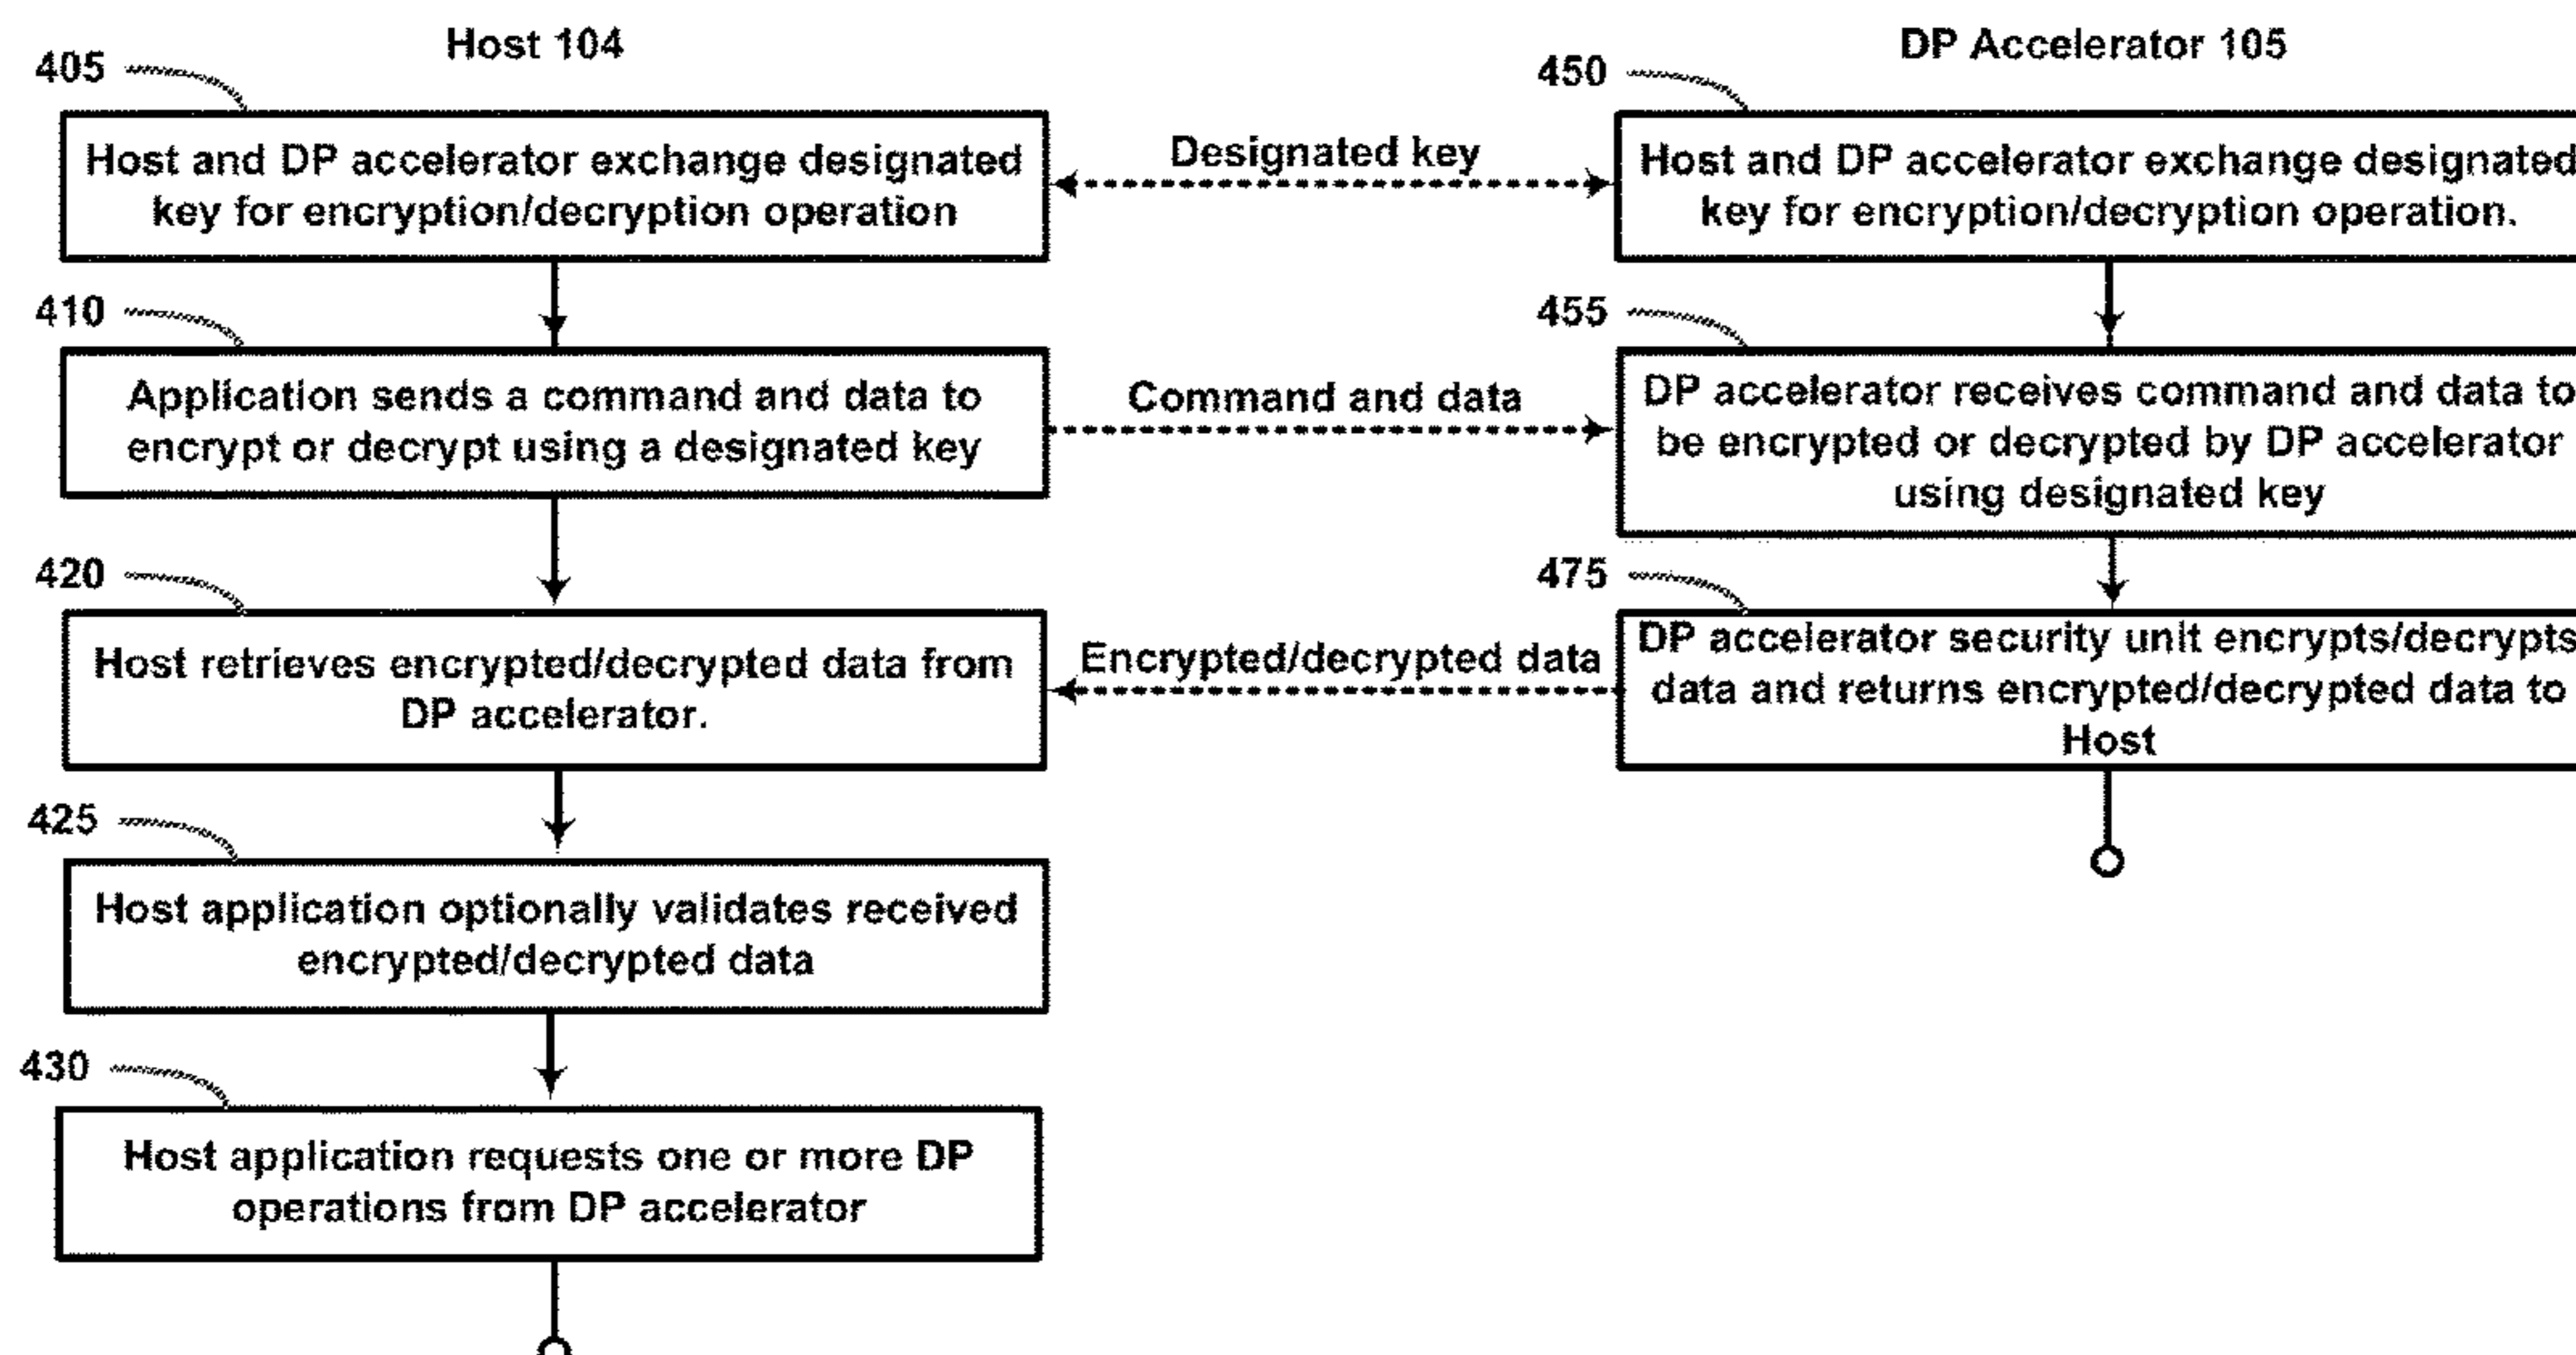 Host 104
DP Accelerator 105
405
450
Host and DP accelerator exchange designated
key for encryption/decryption operation
Designated key
Host and DP accelerator exchange designated
key for encryption/decryption operation.
410
455
Application sends a command and data to
encrypt or decrypt using a designated key
Command and data
DP accelerator receives command and data to
be encrypted or decrypted by DP accelerator
using designated key
420
475
Host retrieves encrypted/decrypted data from
DP accelerator.
Encrypted/decrypted data
DP accelerator security unit encrypts/decrypts
data and returns encrypted/decrypted data to
Host
425
Host application optionally validates received
encrypted/decrypted data
430
Host application requests one or more DP
operations from DP accelerator